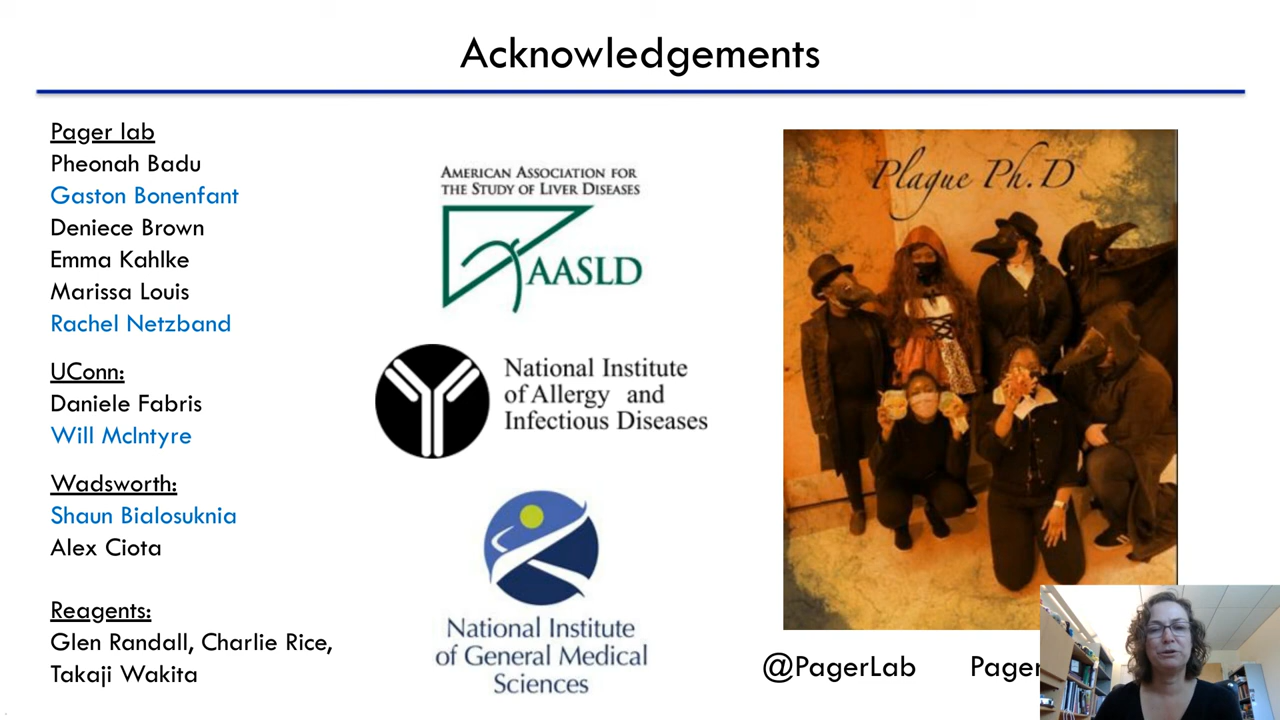 Acknowledgements
Pager lab
Pheonah Badu
Gaston Bonenfant
Deniece Brown
Emma Kahlke
Marissa Louis
Rachel Netzband
UConn:
Daniele Fabris
Will McIntyre
Wadsworth:
Shaun Bialosuknia
Alex Ciota
Reagents:
Glen Randall, Charlie Rice,
Takaji Wakita
AMERICAN ASSOCIATION FOR
THE STUDY OF LIVER DISEASES
AASLD
National Institute
of Allergy and
Infectious Diseases
National Institute
of General Medical
Sciences
Plague Ph.D
@PagerLab Pager